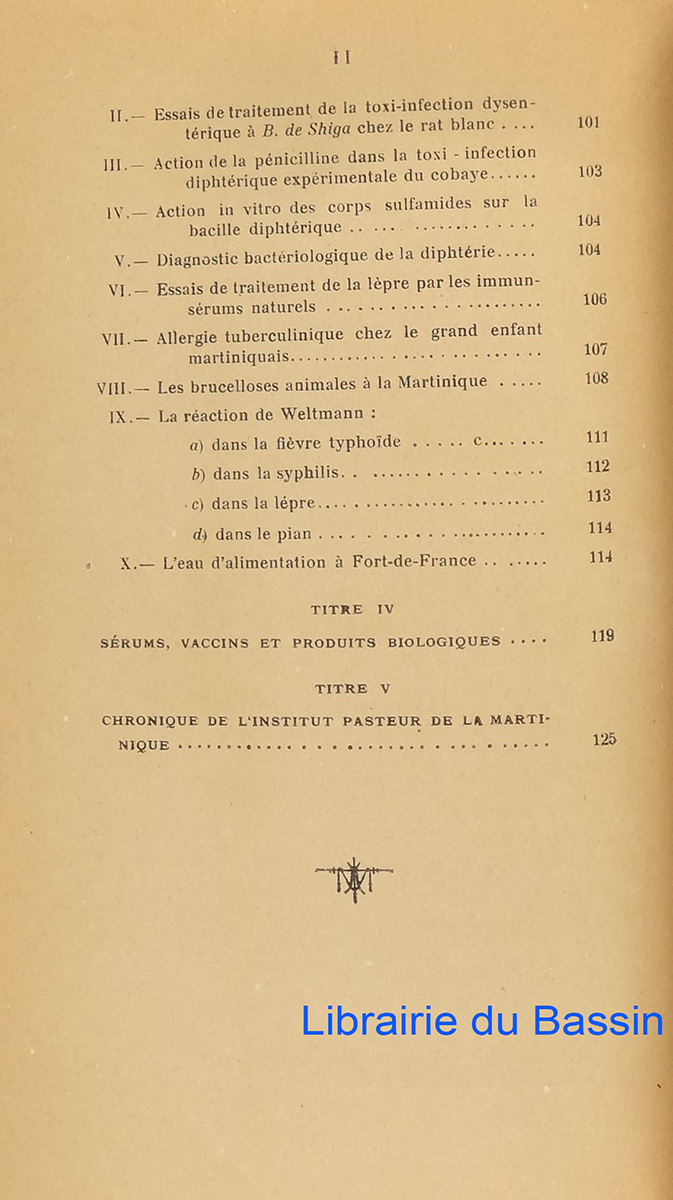 II
II.— Essais de traitement de la toxi-infection dysen-
térique à B. de Shiga chez le rat blanc . ... 101
III.— Action de la pénicilline dans la toxi - infection
diphtérique expérimentale du cobaye...... 103
IV.— Action in vitro des corps sulfamides sur la
bacille diphtérique .................. 104
V.— Diagnostic bactériologique de la diphtérie..... 104
VI.— Essais de traitement de la lèpre par les immun-
sérums naturels ...................... 106
VII.— Allergie tuberculinique chez le grand enfant
martiniquais......................... 107
VIII.— Les brucelloses animales à la Martinique ..... 108
IX.— La réaction de Weltmann :
a) dans la fièvre typhoïde ..... c....... 111
b) dans la syphilis.................. 112
c) dans la lépre....................... 113
d) dans le pian ....................... 114
X.— L'eau d'alimentation à Fort-de-France ........ 114
TITRE IV
SÉRUMS, VACCINS ET PRODUITS BIOLOGIQUES .... 119
TITRE V
CHRONIQUE DE L'INSTITUT PASTEUR DE LA MARTI-
NIQUE .............................. 125
Librairie du Bassin